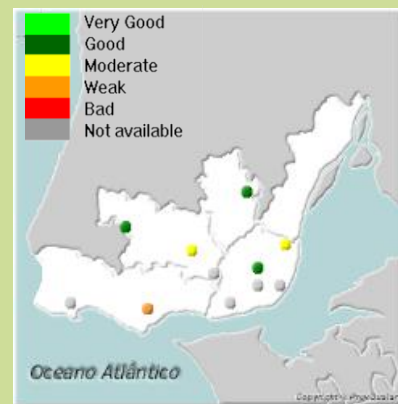 Very Good
Good
Moderate
Weak
Bad
Not available
Oceano Atlântico